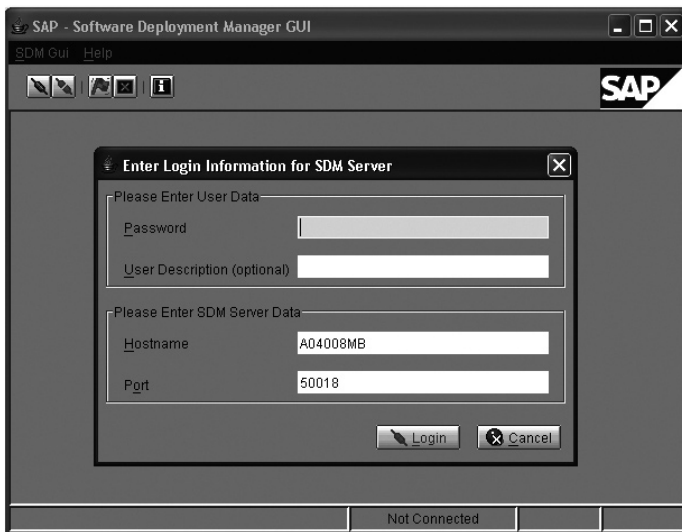 SAP - Software Deployment Manager GUI
SDM Gui Help
SAP
Enter Login Information for SDM Server
Please Enter User Data
Password
User Description (optional)
Please Enter SDM Server Data
Hostname A04008MB
Port 50018
Login Cancel
Not Connected